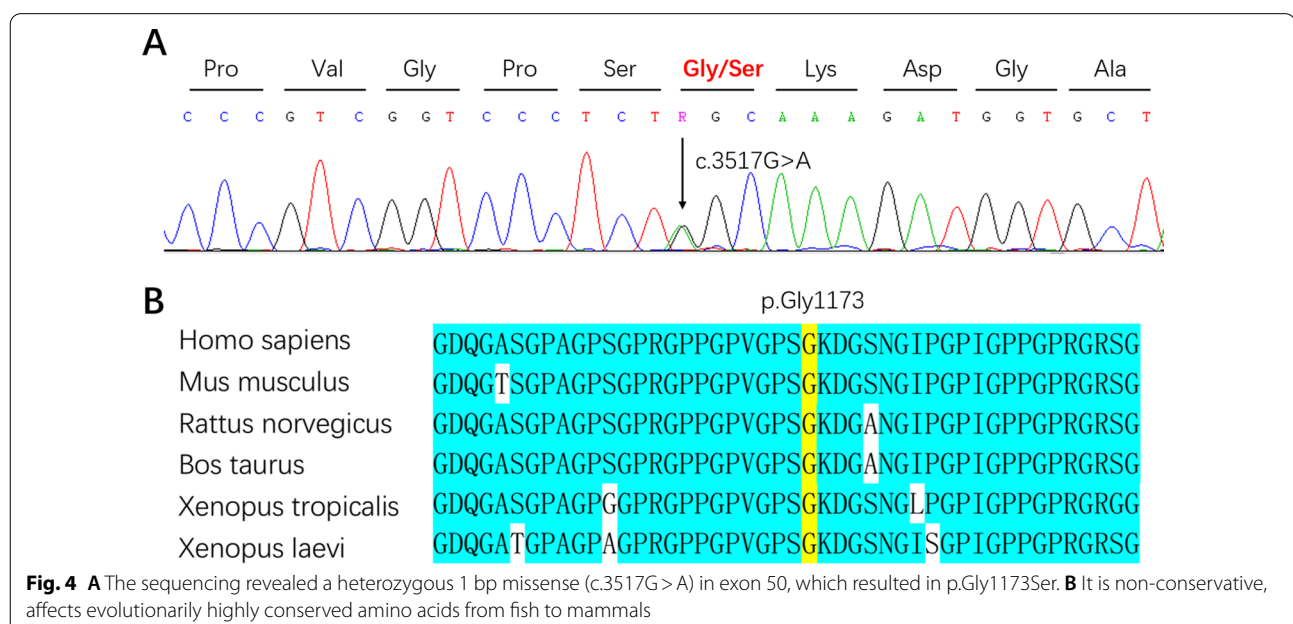 A
Pro Val Gly Pro Ser Gly/Ser Lys Asp Gly Ala
C C C G T C G G T C C C T C T R G C A A A G A T G G T G C T
c.3517G>A
B
p.Gly1173
Homo sapiens GDQGASGPAGPSGPRGPPGPVGPSGKDGSNGIPGPIGPPGPRGRSG
Mus musculus GDQGTSGPAGPSGPRGPPGPVGPSGKDGSNGIPGPIGPPGPRGRSG
Rattus norvegicus GDQGASGPAGPSGPRGPPGPVGPSGKDGANGIPGPIGPPGPRGRSG
Bos taurus GDQGASGPAGPSGPRGPPGPVGPSGKDGANGIPGPIGPPGPRGRSG
Xenopus tropicalis GDQGASGPAGPGGPRGPPGPVGPSGKDGSNGLPGPIGPPGPRGRGG
Xenopus laevi GDQGATGPAGPAGPRGPPGPVGPSGKDGSNGISGPIGPPGPRGRSG
Fig. 4 A The sequencing revealed a heterozygous 1 bp missense (c.3517G > A) in exon 50, which resulted in p.Gly1173Ser. B It is non-conservative,
affects evolutionarily highly conserved amino acids from fish to mammals